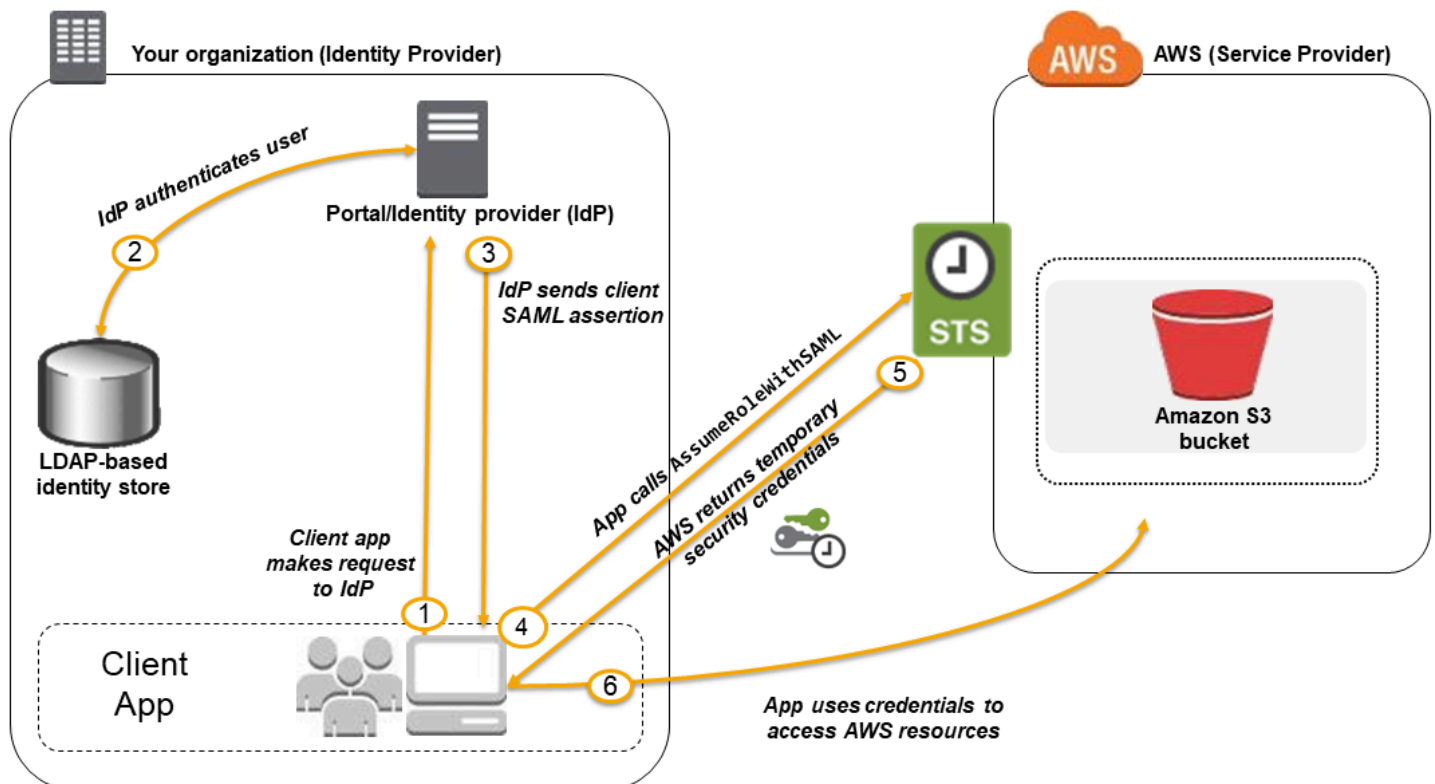 Your organization (Identity Provider)
AWS
AWS (Service Provider)
IdP authenticates user
Portal/Identity provider (IdP)
2
3
IdP sends client
SAML assertion
STS
LDAP-based
identity store
App calls AssumeRoleWithSAML
5
AWS returns temporary
security credentials
Amazon S3
bucket
Client app
makes request
to IdP
1
4
Client
App
6
App uses credentials to
access AWS resources